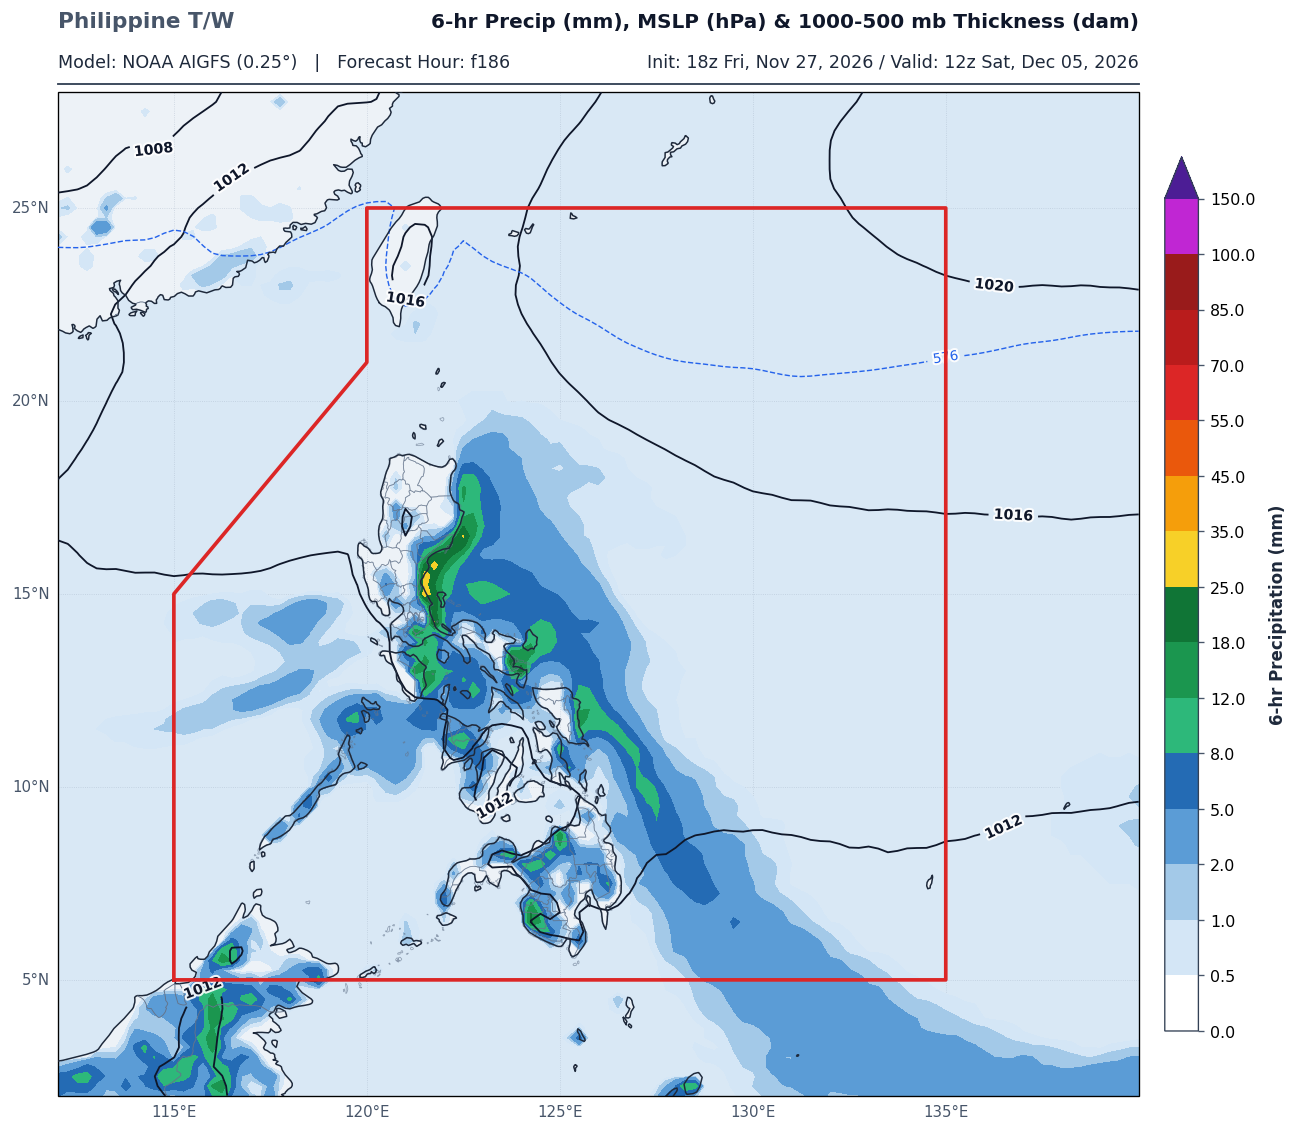 Philippine T/W
6-hr Precip (mm), MSLP (hPa) & 1000-500 mb Thickness (dam)
Model: NOAA AIGFS (0.25°) | Forecast Hour: f186
Init: 18z Fri, Nov 27, 2026 / Valid: 12z Sat, Dec 05, 2026
1008
1012
1016
1020
576
1016
1012
1012
1012
25°N
20°N
15°N
10°N
5°N
115°E
120°E
125°E
130°E
135°E
150.0
100.0
85.0
70.0
55.0
45.0
35.0
25.0
18.0
12.0
8.0
5.0
2.0
1.0
0.5
0.0
6-hr Precipitation (mm)